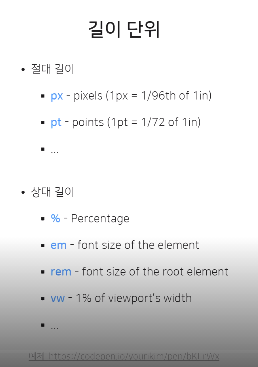 길이 단위
• 절대 길이
▪ px - pixels (1px = 1/96th of 1in)
▪ pt - points (1pt = 1/72 of 1in)
▪ ...
• 상대 길이
▪ % - Percentage
▪ em - font size of the element
▪ rem - font size of the root element
▪ vw - 1% of viewport's width
▪ ...
예제: https://codepen.io/yourikim/pen/